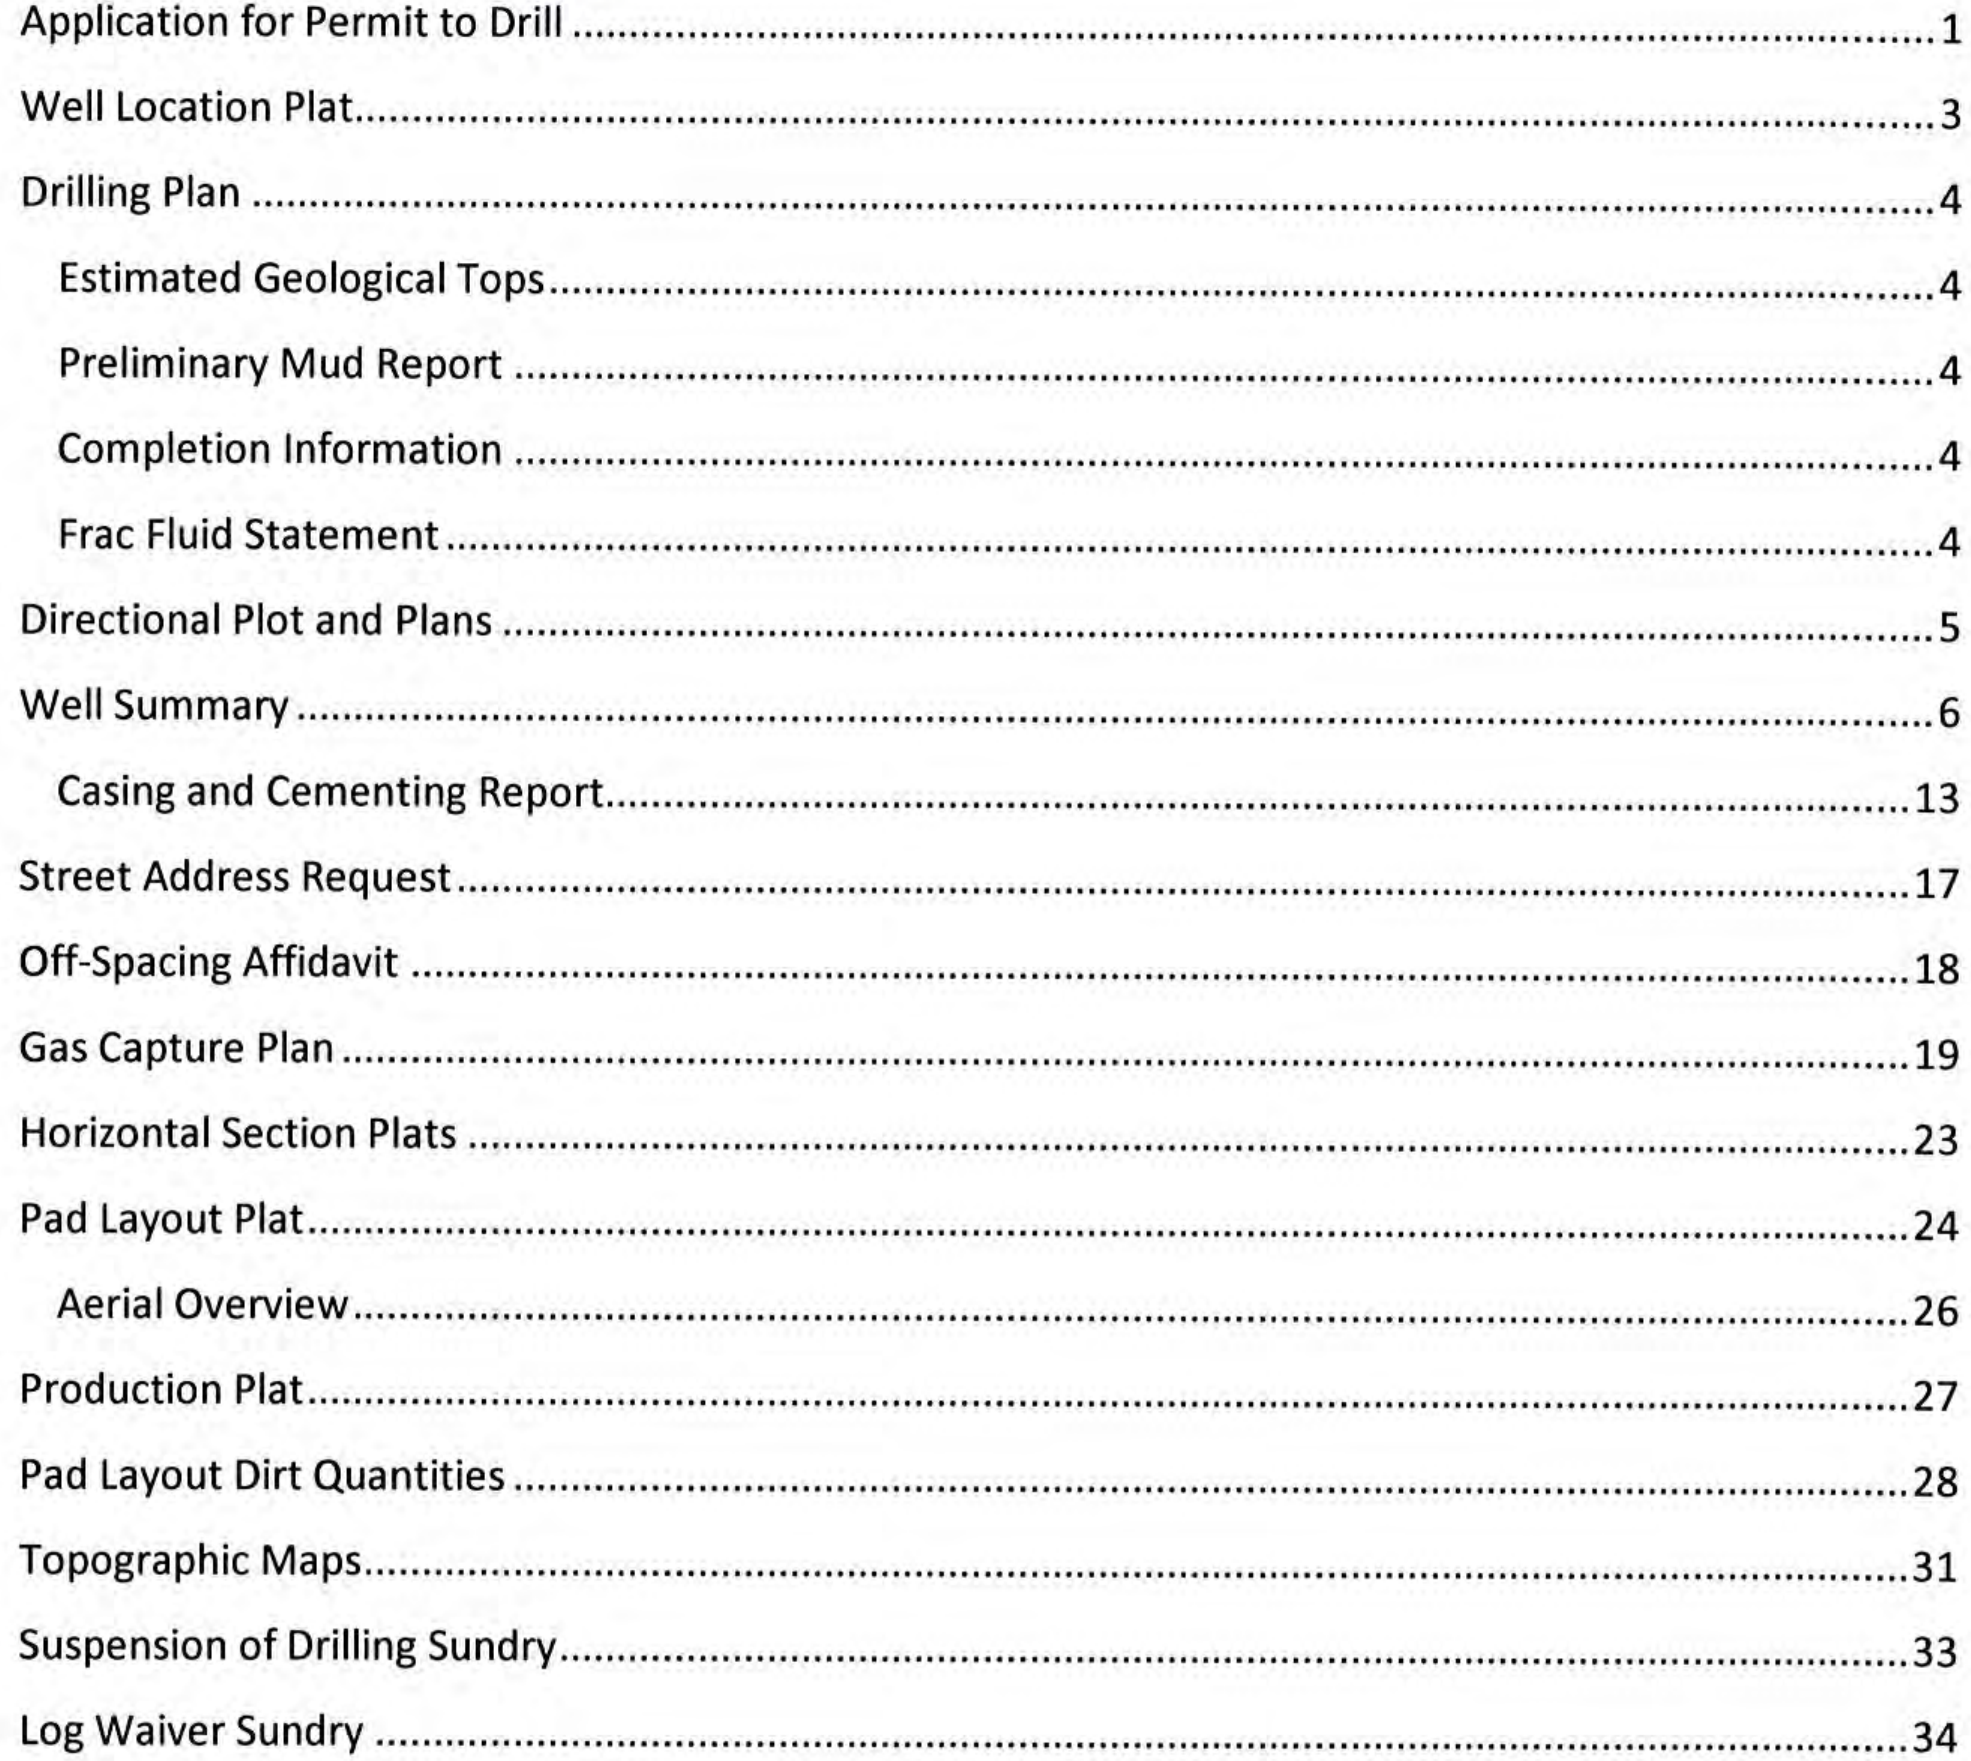 Application for Permit to Drill ........................................ 1
Well Location Plat........................................ 3
Drilling Plan ........................................ 4
Estimated Geological Tops........................................ 4
Preliminary Mud Report ........................................ 4
Completion Information ........................................ 4
Frac Fluid Statement ........................................ 4
Directional Plot and Plans ........................................ 5
Well Summary ........................................ 6
Casing and Cementing Report........................................ 13
Street Address Request ........................................ 17
Off-Spacing Affidavit ........................................ 18
Gas Capture Plan ........................................ 19
Horizontal Section Plats ........................................ 23
Pad Layout Plat........................................ 24
Aerial Overview........................................ 26
Production Plat........................................ 27
Pad Layout Dirt Quantities ........................................ 28
Topographic Maps........................................ 31
Suspension of Drilling Sundry........................................ 33
Log Waiver Sundry ........................................ 34